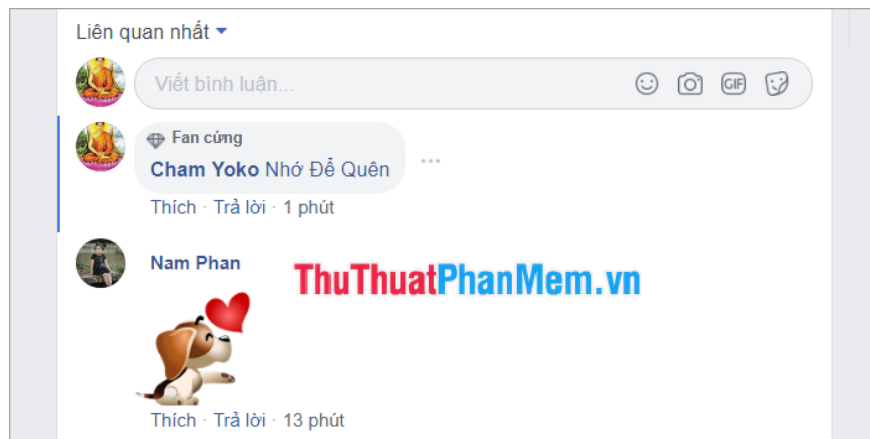 Liên quan nhất
Viết bình luận...
GIF
Fan cứng
Cham Yoko Nhớ Để Quên
Thích · Trả lời · 1 phút
Nam Phan
ThuThuatPhanMem.vn
Thích · Trả lời · 13 phút